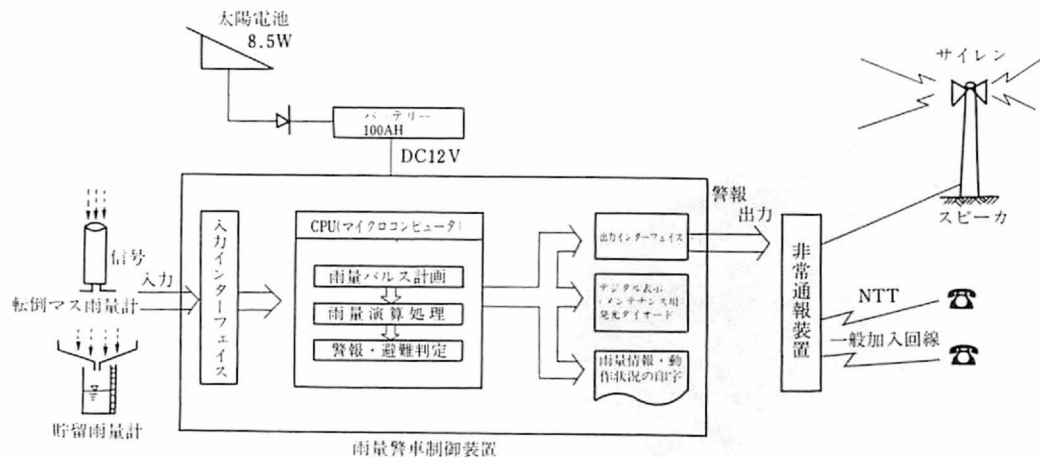 太陽電池
8.5W
バッテリー
100AH
DC12V
サイレン
スピーカ
信号
転倒マス雨量計
貯留雨量計
入力
入力インターフェイス
CPU(マイクロコンピュータ)
雨量パルス計画
雨量演算処理
警報・避難判定
出力インターフェイス
デジタル表示
メンテナンス用
発光ダイオード
雨量情報・動
作状況の印字
警報
出力
非常通報装置
NTT
一般加入回線
雨量警車制御装置